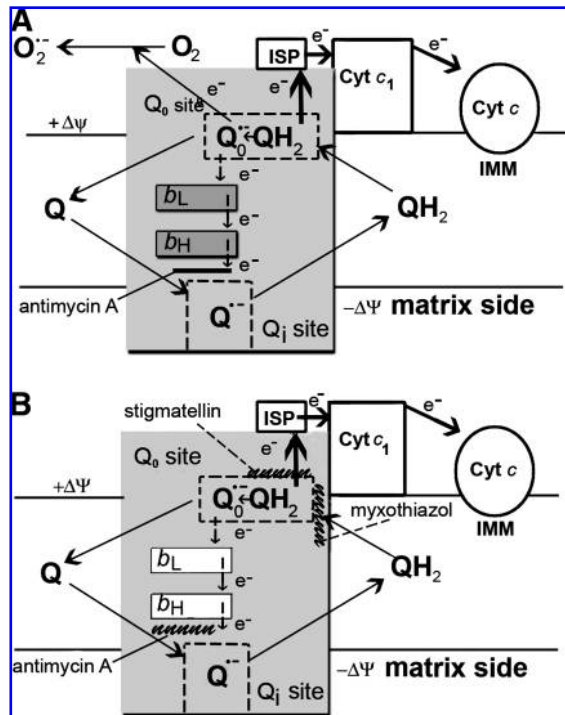 A
O₂˙⁻ O₂ e⁻ ISP e⁻ Cyt c₁ e⁻
Q₀ site e⁻ e⁻ Cyt c
+Δψ Q₀˙⁻ QH₂ IMM
e⁻
Q bL QH₂
e⁻
bH
e⁻
antimycin A Q˙⁻ −ΔΨ matrix side
Qi site
B
stigmatellin ISP e⁻ Cyt c₁ e⁻
Q₀ site e⁻ Cyt c
+ΔΨ Q₀˙⁻ QH₂ myxothiazol IMM
e⁻
Q bL QH₂
e⁻
bH
e⁻
antimycin A Q˙⁻ −ΔΨ matrix side
Qi site